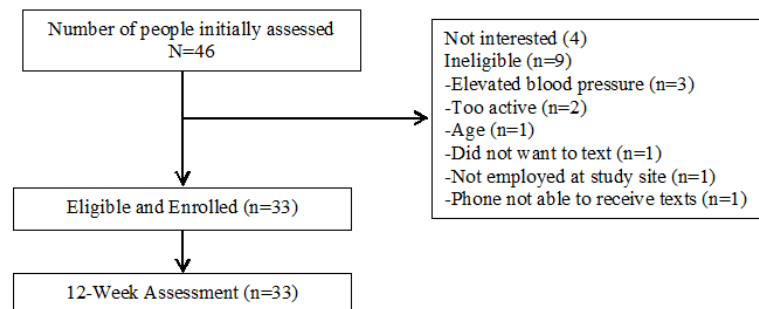 Number of people initially assessed
N=46
Not interested (4)
Ineligible (n=9)
-Elevated blood pressure (n=3)
-Too active (n=2)
-Age (n=1)
-Did not want to text (n=1)
-Not employed at study site (n=1)
-Phone not able to receive texts (n=1)
Eligible and Enrolled (n=33)
12-Week Assessment (n=33)